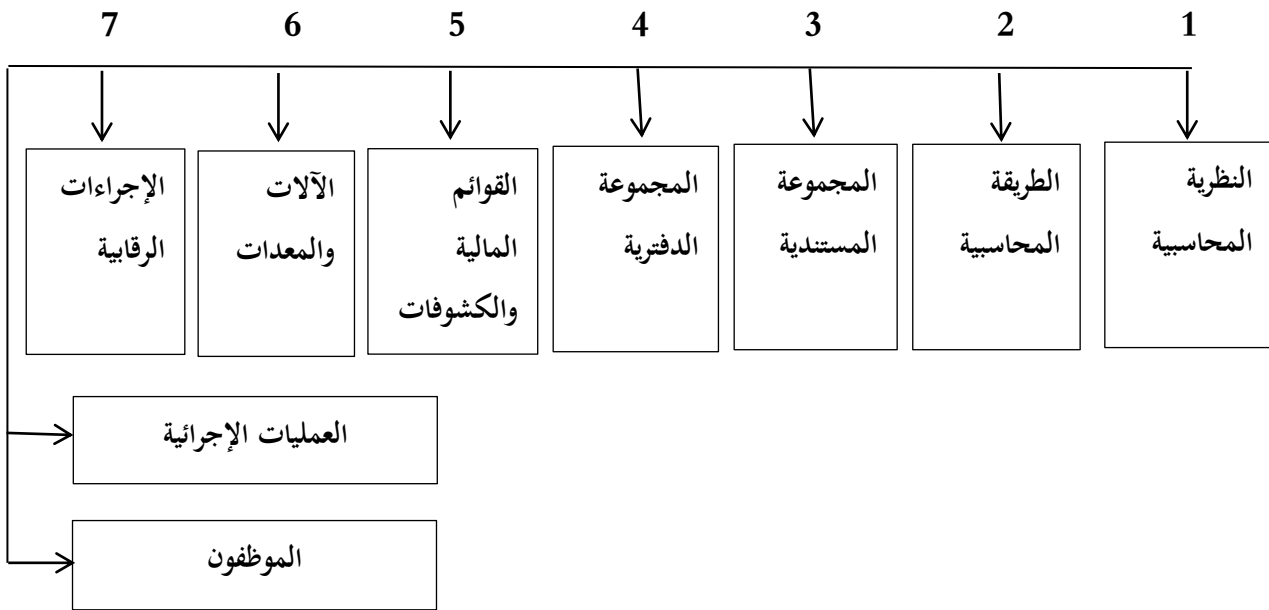 1 2 3 4 5 6 7
النظرية
المحاسبية
الطريقة
المحاسبية
المجموعة
المستندية
المجموعة
الدفترية
القوائم
المالية
والكشوفات
الآلات
والمعدات
الإجراءات
الرقابية
العمليات الإجرائية
الموظفون